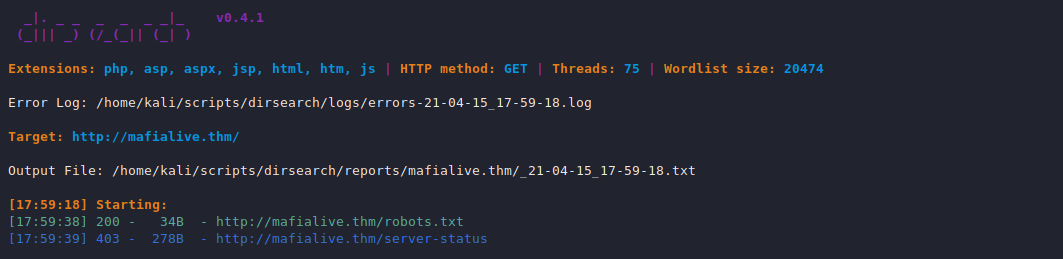 _|. _ _  _  _  _ _|_    v0.4.1
(_||| _) (/_(_|| (_| )
Extensions: php, asp, aspx, jsp, html, htm, js | HTTP method: GET | Threads: 75 | Wordlist size: 20474
Error Log: /home/kali/scripts/dirsearch/logs/errors-21-04-15_17-59-18.log
Target: http://mafialive.thm/
Output File: /home/kali/scripts/dirsearch/reports/mafialive.thm/_21-04-15_17-59-18.txt
[17:59:18] Starting:
[17:59:38] 200 -   34B  - http://mafialive.thm/robots.txt
[17:59:39] 403 -  278B  - http://mafialive.thm/server-status